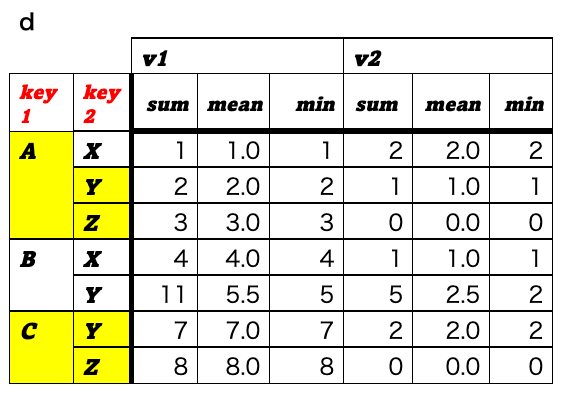 d
v1 v2
key 1 key 2 sum mean min sum mean min
A X 1 1.0 1 2 2.0 2
Y 2 2.0 2 1 1.0 1
Z 3 3.0 3 0 0.0 0
B X 4 4.0 4 1 1.0 1
Y 11 5.5 5 5 2.5 2
C Y 7 7.0 7 2 2.0 2
Z 8 8.0 8 0 0.0 0